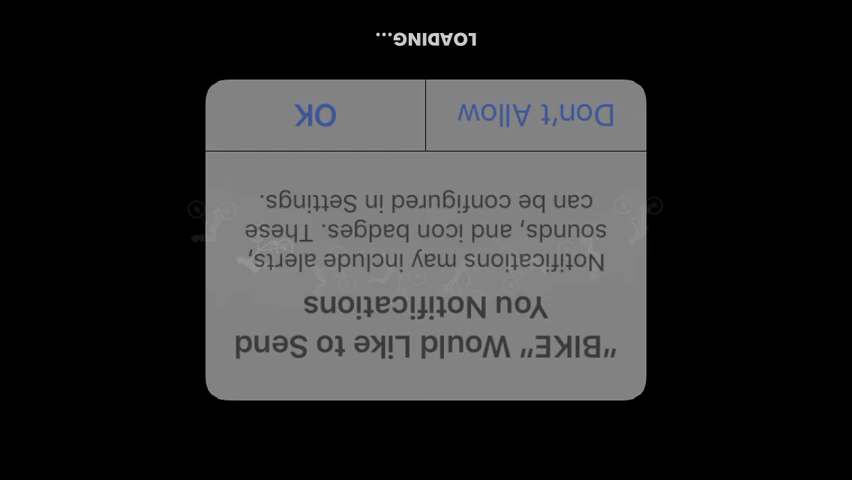 "BIKE" Would Like to Send
You Notifications
Notifications may include alerts,
sounds, and icon badges. These
can be configured in Settings.
Don't Allow
OK
LOADING...